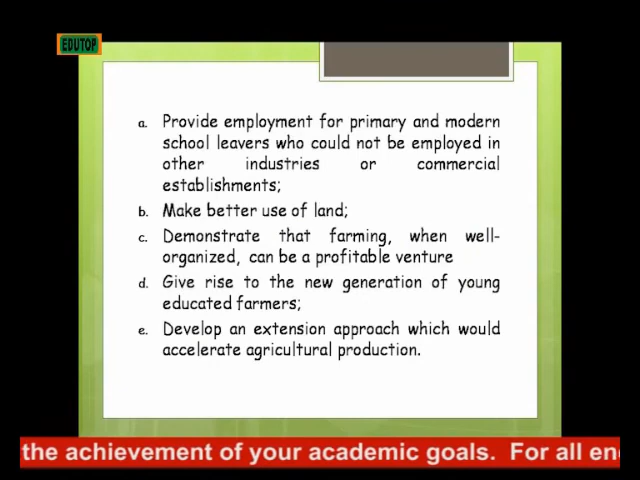 EDUTOP
a. Provide employment for primary and modern
school leavers who could not be employed in
other industries or commercial
establishments;
b. Make better use of land;
c. Demonstrate that farming, when well-
organized, can be a profitable venture
d. Give rise to the new generation of young
educated farmers;
e. Develop an extension approach which would
accelerate agricultural production.
the achievement of your academic goals. For all en